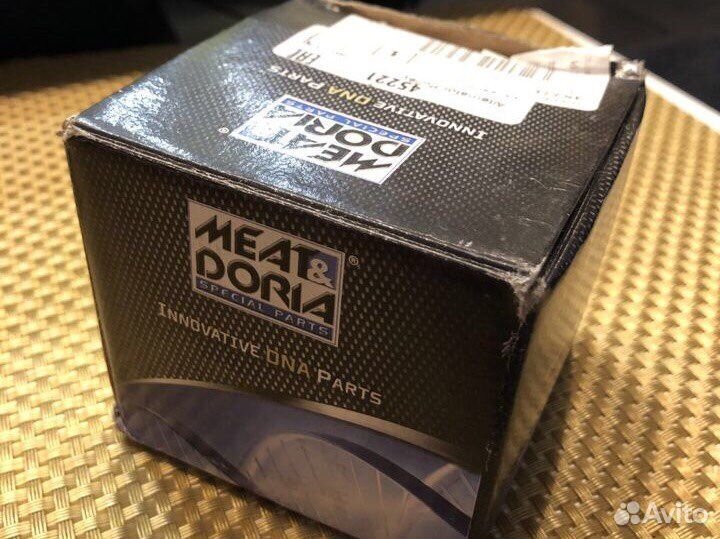 45221
INNOVATIVE DNA PARTS
MEAT&
DORIA®
SPECIAL PARTS
MEAT&
DORIA®
SPECIAL PARTS
INNOVATIVE DNA PARTS
Avito